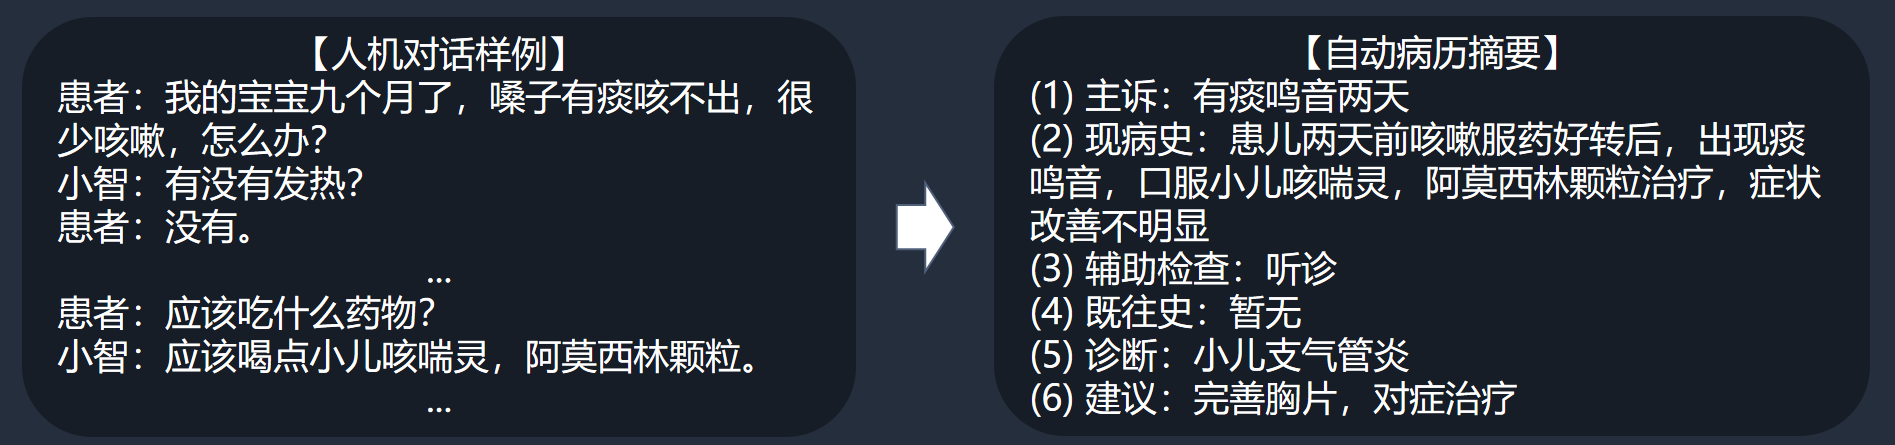 【人机对话样例】
患者：我的宝宝九个月了，嗓子有痰咳不出，很
少咳嗽，怎么办？
小智：有没有发热？
患者：没有。
...
患者：应该吃什么药物？
小智：应该喝点小儿咳喘灵，阿莫西林颗粒。
...
【自动病历摘要】
(1) 主诉：有痰鸣音两天
(2) 现病史：患儿两天前咳嗽服药好转后，出现痰
鸣音，口服小儿咳喘灵，阿莫西林颗粒治疗，症状
改善不明显
(3) 辅助检查：听诊
(4) 既往史：暂无
(5) 诊断：小儿支气管炎
(6) 建议：完善胸片，对症治疗